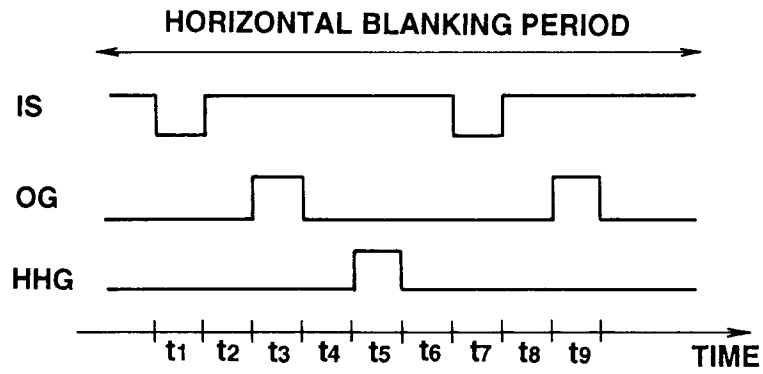 HORIZONTAL BLANKING PERIOD
IS
OG
HHG
t1 t2 t3 t4 t5 t6 t7 t8 t9 TIME